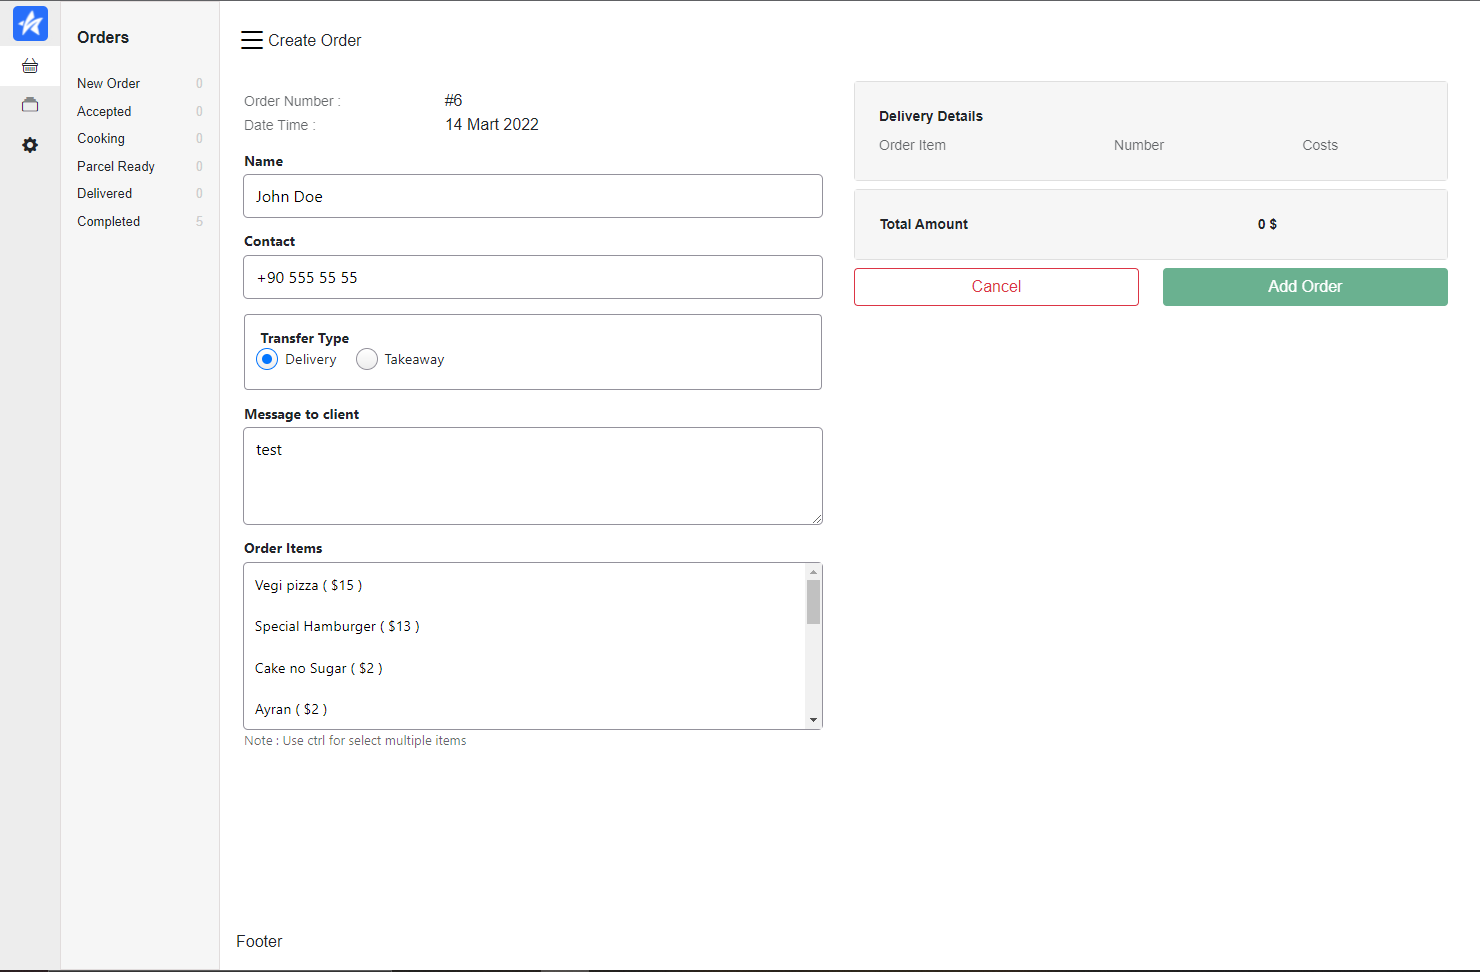 Orders
New Order 0
Accepted 0
Cooking 0
Parcel Ready 0
Delivered 0
Completed 5
Create Order
Order Number : #6
Date Time : 14 Mart 2022
Name
John Doe
Contact
+90 555 55 55
Transfer Type
Delivery Takeaway
Message to client
test
Order Items
Vegi pizza ( $15 )
Special Hamburger ( $13 )
Cake no Sugar ( $2 )
Ayran ( $2 )
Note : Use ctrl for select multiple items
Delivery Details
Order Item Number Costs
Total Amount 0 $
Cancel Add Order
Footer